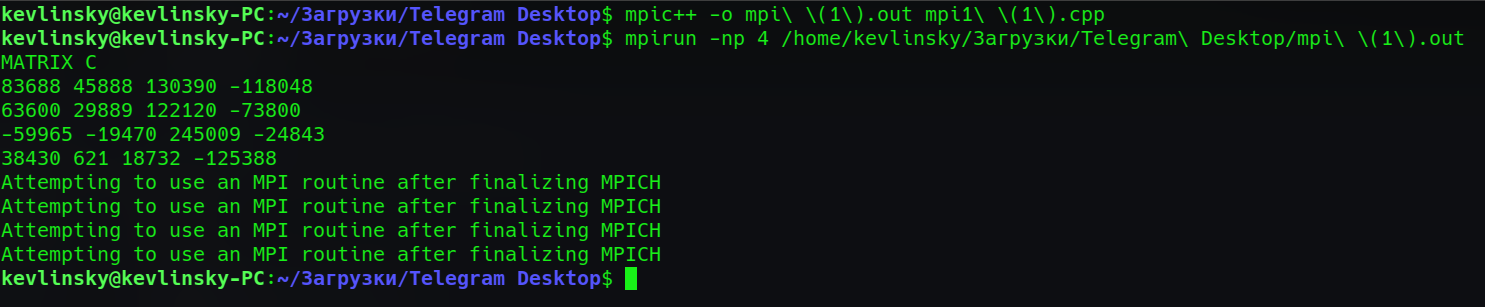 kevlinsky@kevlinsky-PC:~/Загрузки/Telegram Desktop$ mpic++ -o mpi\ \(1\).out mpi1\ \(1\).cpp
kevlinsky@kevlinsky-PC:~/Загрузки/Telegram Desktop$ mpirun -np 4 /home/kevlinsky/Загрузки/Telegram\ Desktop/mpi\ \(1\).out
MATRIX C
83688 45888 130390 -118048
63600 29889 122120 -73800
-59965 -19470 245009 -24843
38430 621 18732 -125388
Attempting to use an MPI routine after finalizing MPICH
Attempting to use an MPI routine after finalizing MPICH
Attempting to use an MPI routine after finalizing MPICH
Attempting to use an MPI routine after finalizing MPICH
kevlinsky@kevlinsky-PC:~/Загрузки/Telegram Desktop$